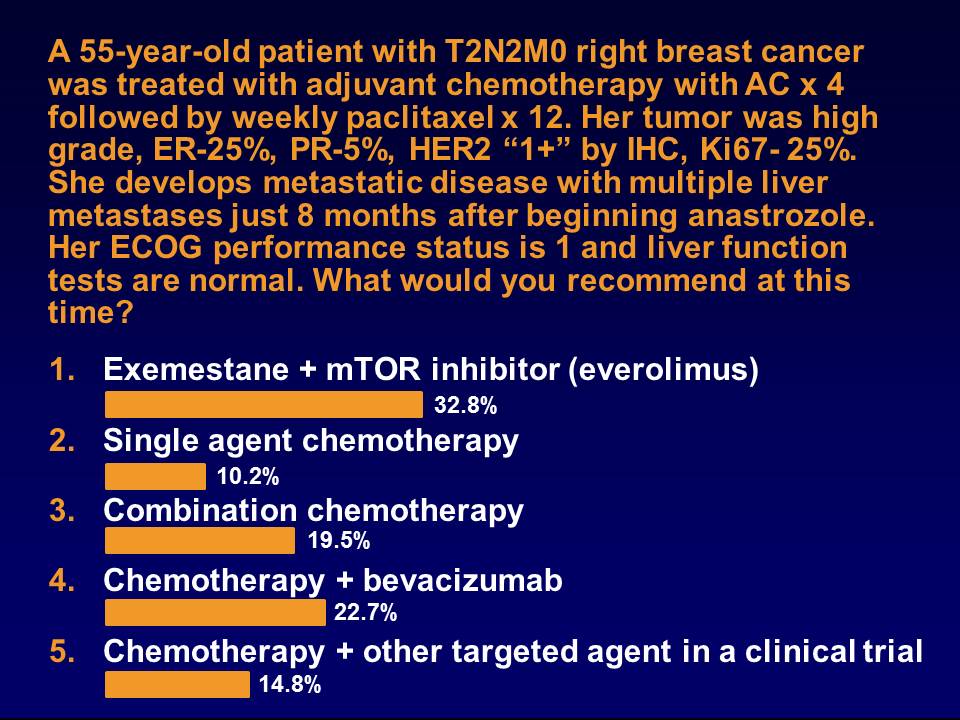 A 55-year-old patient with T2N2M0 right breast cancer
was treated with adjuvant chemotherapy with AC x 4
followed by weekly paclitaxel x 12. Her tumor was high
grade, ER-25%, PR-5%, HER2 “1+” by IHC, Ki67- 25%.
She develops metastatic disease with multiple liver
metastases just 8 months after beginning anastrozole.
Her ECOG performance status is 1 and liver function
tests are normal. What would you recommend at this
time?
1. Exemestane + mTOR inhibitor (everolimus)
32.8%
2. Single agent chemotherapy
10.2%
3. Combination chemotherapy
19.5%
4. Chemotherapy + bevacizumab
22.7%
5. Chemotherapy + other targeted agent in a clinical trial
14.8%